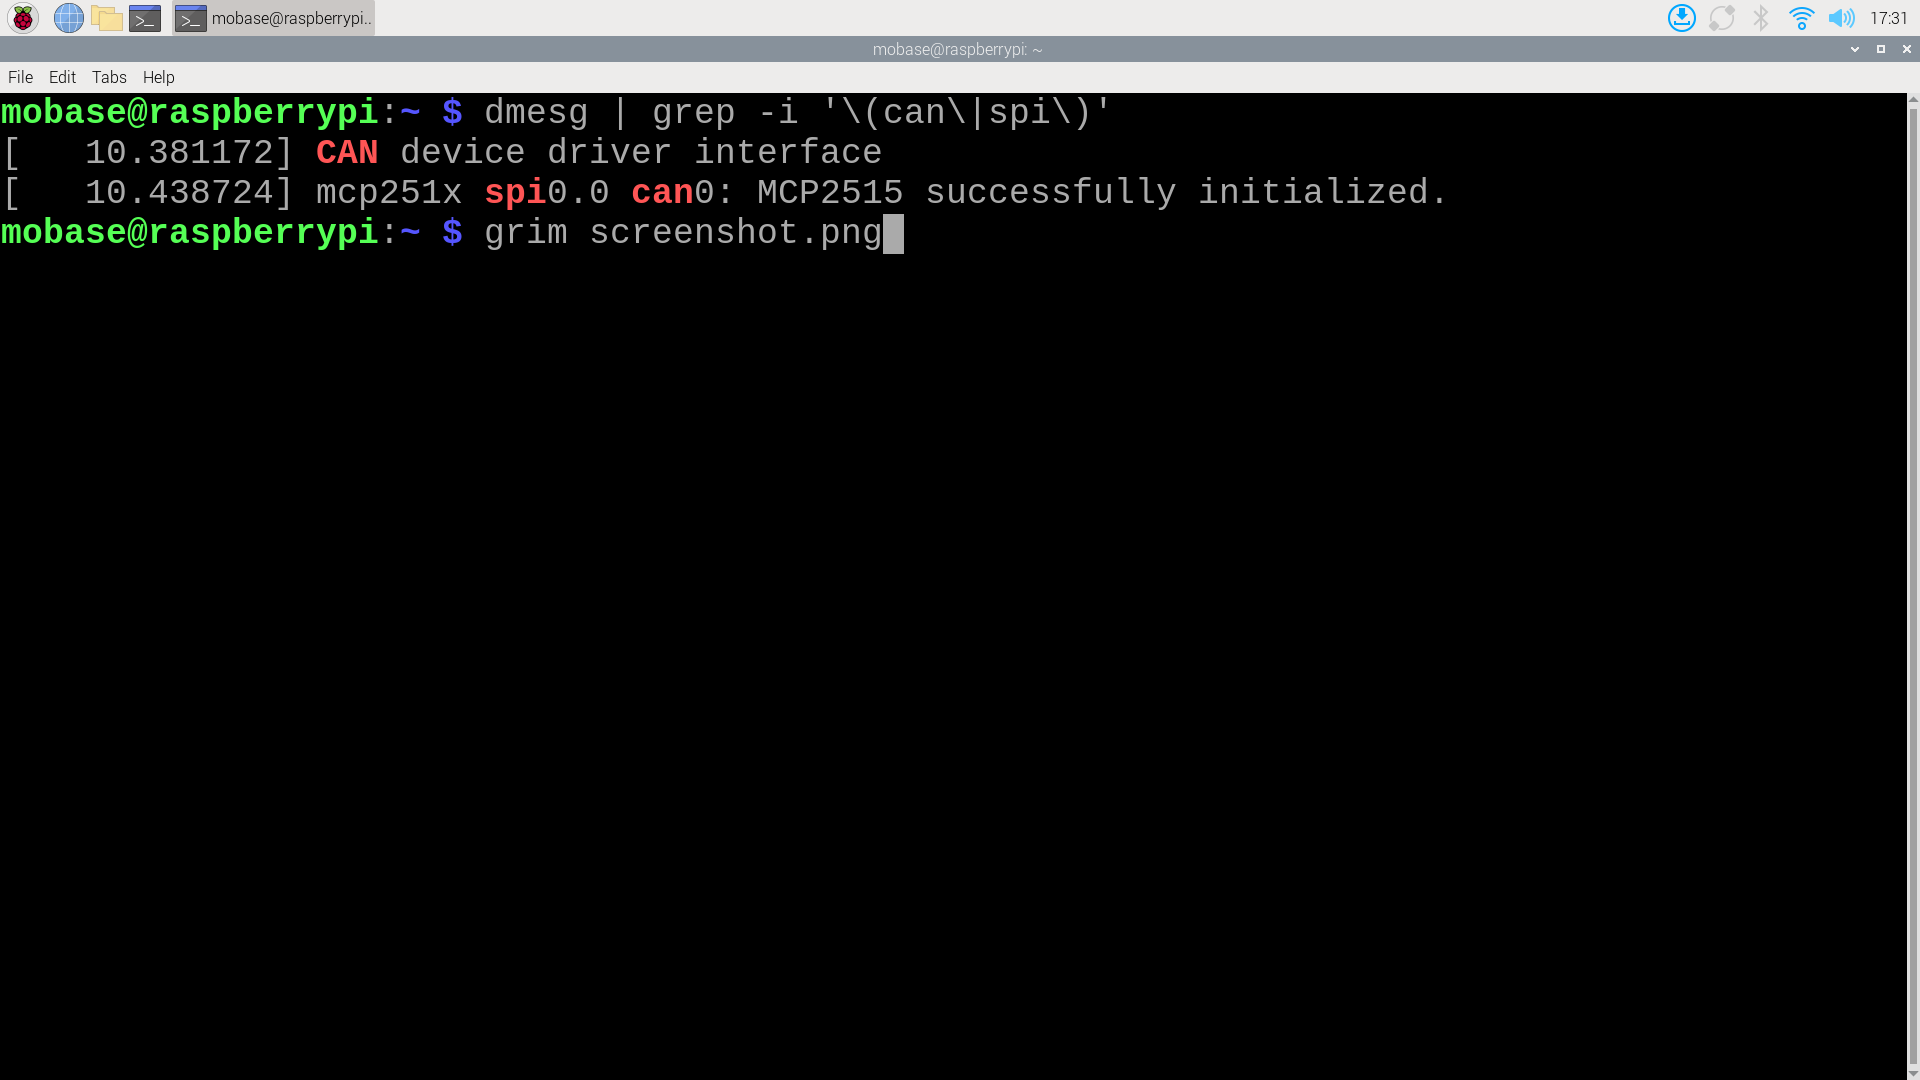 mobase@raspberrypi.. 17:31
mobase@raspberrypi: ~
File Edit Tabs Help
mobase@raspberrypi:~ $ dmesg | grep -i '\(can\|spi\)'
[   10.381172] CAN device driver interface
[   10.438724] mcp251x spi0.0 can0: MCP2515 successfully initialized.
mobase@raspberrypi:~ $ grim screenshot.png